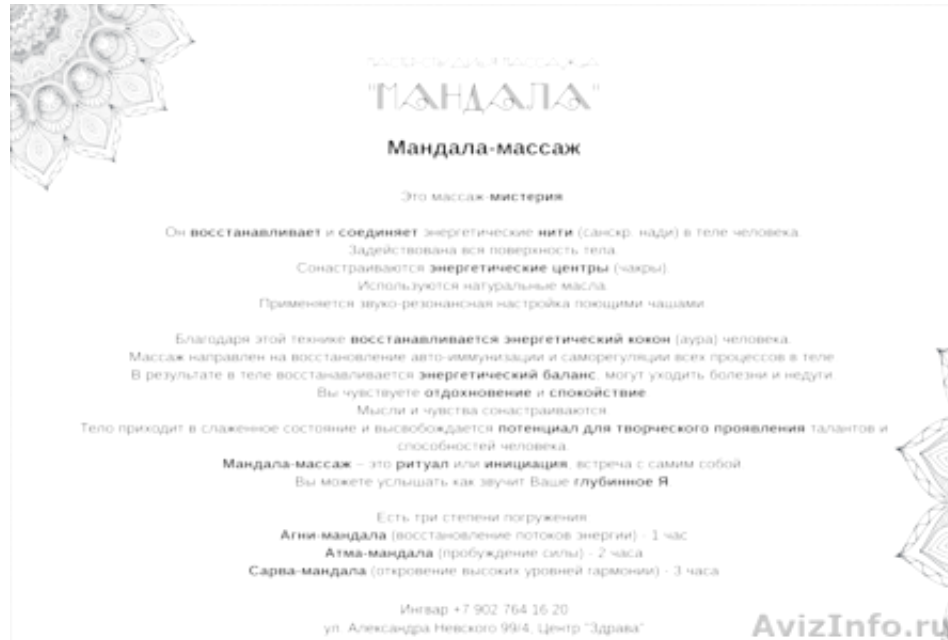 "МАНДАЛА"
Мандала-массаж
Это массаж-мистерия
Он восстанавливает и соединяет энергетические нити (санскр. нади) в теле человека.
Задействована вся поверхность тела.
Сонастраиваются энергетические центры (чакры).
Используются натуральные масла.
Применяется звуко-резонансная настройка поющими чашами.
Благодаря этой технике восстанавливается энергетический кокон (аура) человека.
Массаж направлен на восстановление авто-иммунизации и саморегуляции всех процессов в теле.
В результате в теле восстанавливается энергетический баланс, могут уходить болезни и недуги.
Вы чувствуете отдохновение и спокойствие.
Мысли и чувства сонастраиваются.
Тело приходит в слаженное состояние и высвобождается потенциал для творческого проявления талантов и
способностей человека.
Мандала-массаж – это ритуал или инициация, встреча с самим собой.
Вы можете услышать как звучит Ваше глубинное Я.
Есть три степени погружения
Агни-мандала (восстановление потоков энергии) - 1 час
Атма-мандала (пробуждение силы) - 2 часа
Сарва-мандала (откровение высоких уровней гармонии) - 3 часа
Ингвар +7 902 764 16 20
ул. Александра Невского 99/4, Центр "Здрава"
AvizInfo.ru